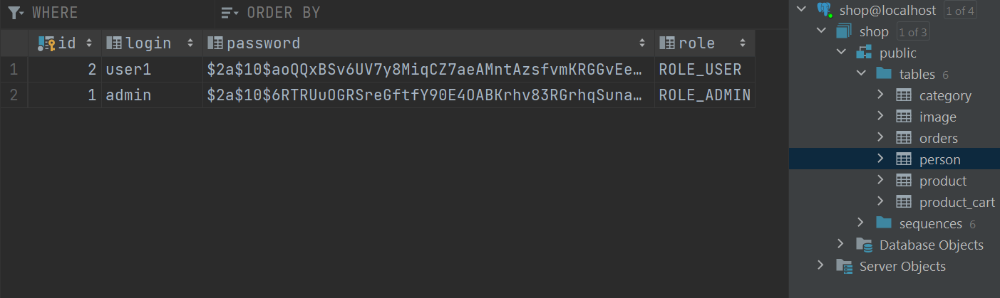 WHERE ORDER BY
id login password role
1 2 user1 $2a$10$aoQQxBSv6UV7y8MiqCZ7aeAMntAzsfvmKRGGvEe… ROLE_USER
2 1 admin $2a$10$6RTRUuOGRSreGftfY90E4OABKrhv83RGrhqSuna… ROLE_ADMIN
shop@localhost 1 of 4
shop 1 of 3
public
tables 6
category
image
orders
person
product
product_cart
sequences 6
Database Objects
Server Objects